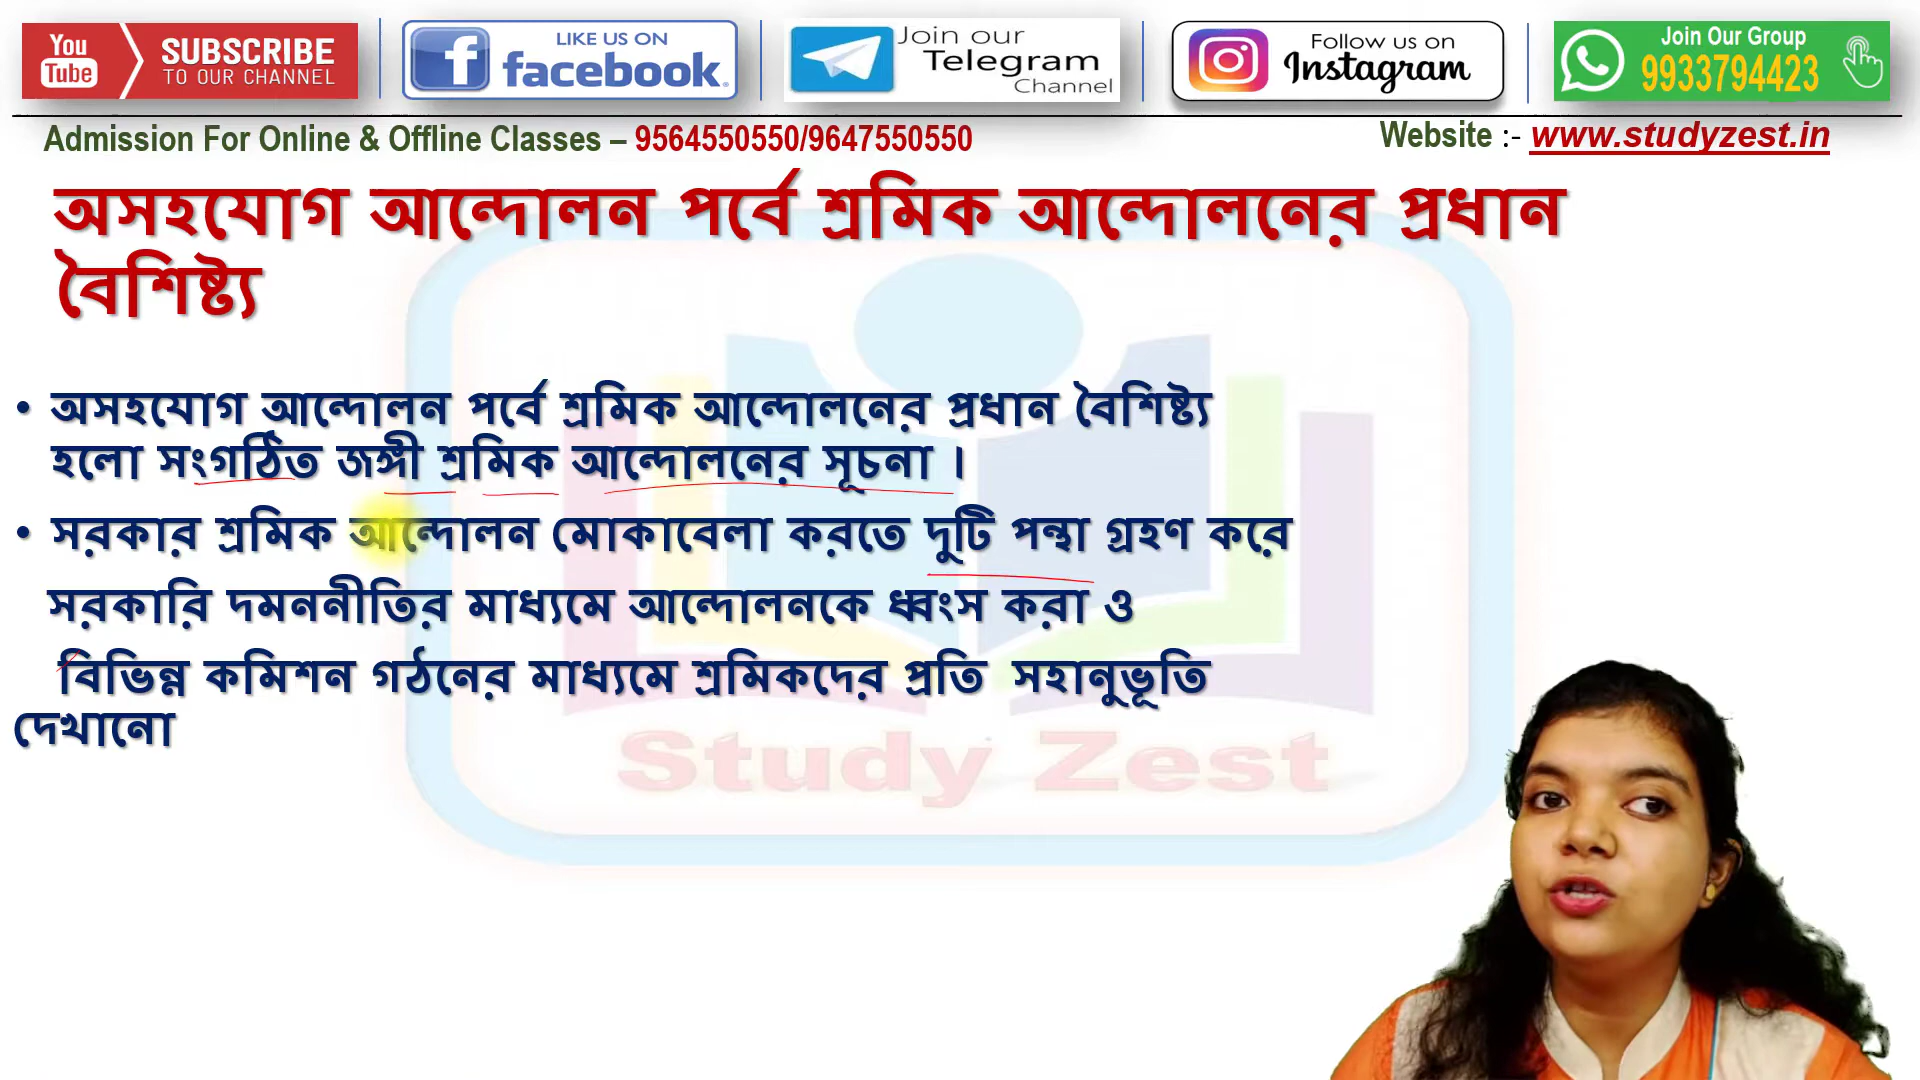 You Tube SUBSCRIBE TO OUR CHANNEL
LIKE US ON facebook
Join our Telegram Channel
Follow us on Instagram
Join Our Group 9933794423
Admission For Online & Offline Classes – 9564550550/9647550550
Website :- www.studyzest.in
অসহযোগ আন্দোলন পর্বে শ্রমিক আন্দোলনের প্রধান
বৈশিষ্ট্য
• অসহযোগ আন্দোলন পর্বে শ্রমিক আন্দোলনের প্রধান বৈশিষ্ট্য
হলো সংগঠিত জঙ্গী শ্রমিক আন্দোলনের সূচনা ।
• সরকার শ্রমিক আন্দোলন মোকাবেলা করতে দুটি পন্থা গ্রহণ করে
সরকারি দমননীতির মাধ্যমে আন্দোলনকে ধ্বংস করা ও
বিভিন্ন কমিশন গঠনের মাধ্যমে শ্রমিকদের প্রতি সহানুভূতি
দেখানো
Study Zest